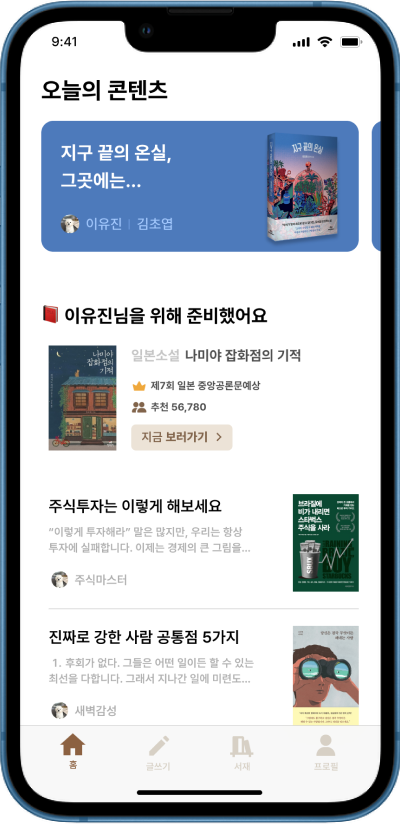 9:41
오늘의 콘텐츠
지구 끝의 온실,
그곳에는...
이유진 | 김초엽
지구 끝의 온실
이유진님을 위해 준비했어요
나미야
잡화점의
기적
일본소설 나미야 잡화점의 기적
제7회 일본 중앙공론문예상
추천 56,780
지금 보러가기 >
주식투자는 이렇게 해보세요
“이렇게 투자해라” 말은 많지만, 우리는 항상
투자에 실패합니다. 이제는 경제의 큰 그림을...
주식마스터
브라질에
비가 내리면
스타벅스
주식을 사라
진짜로 강한 사람 공통점 5가지
1. 후회가 없다. 그들은 어떤 일이든 할 수 있는
최선을 다합니다. 그래서 지나간 일에 미련도...
새벽감성
홈
글쓰기
서재
프로필